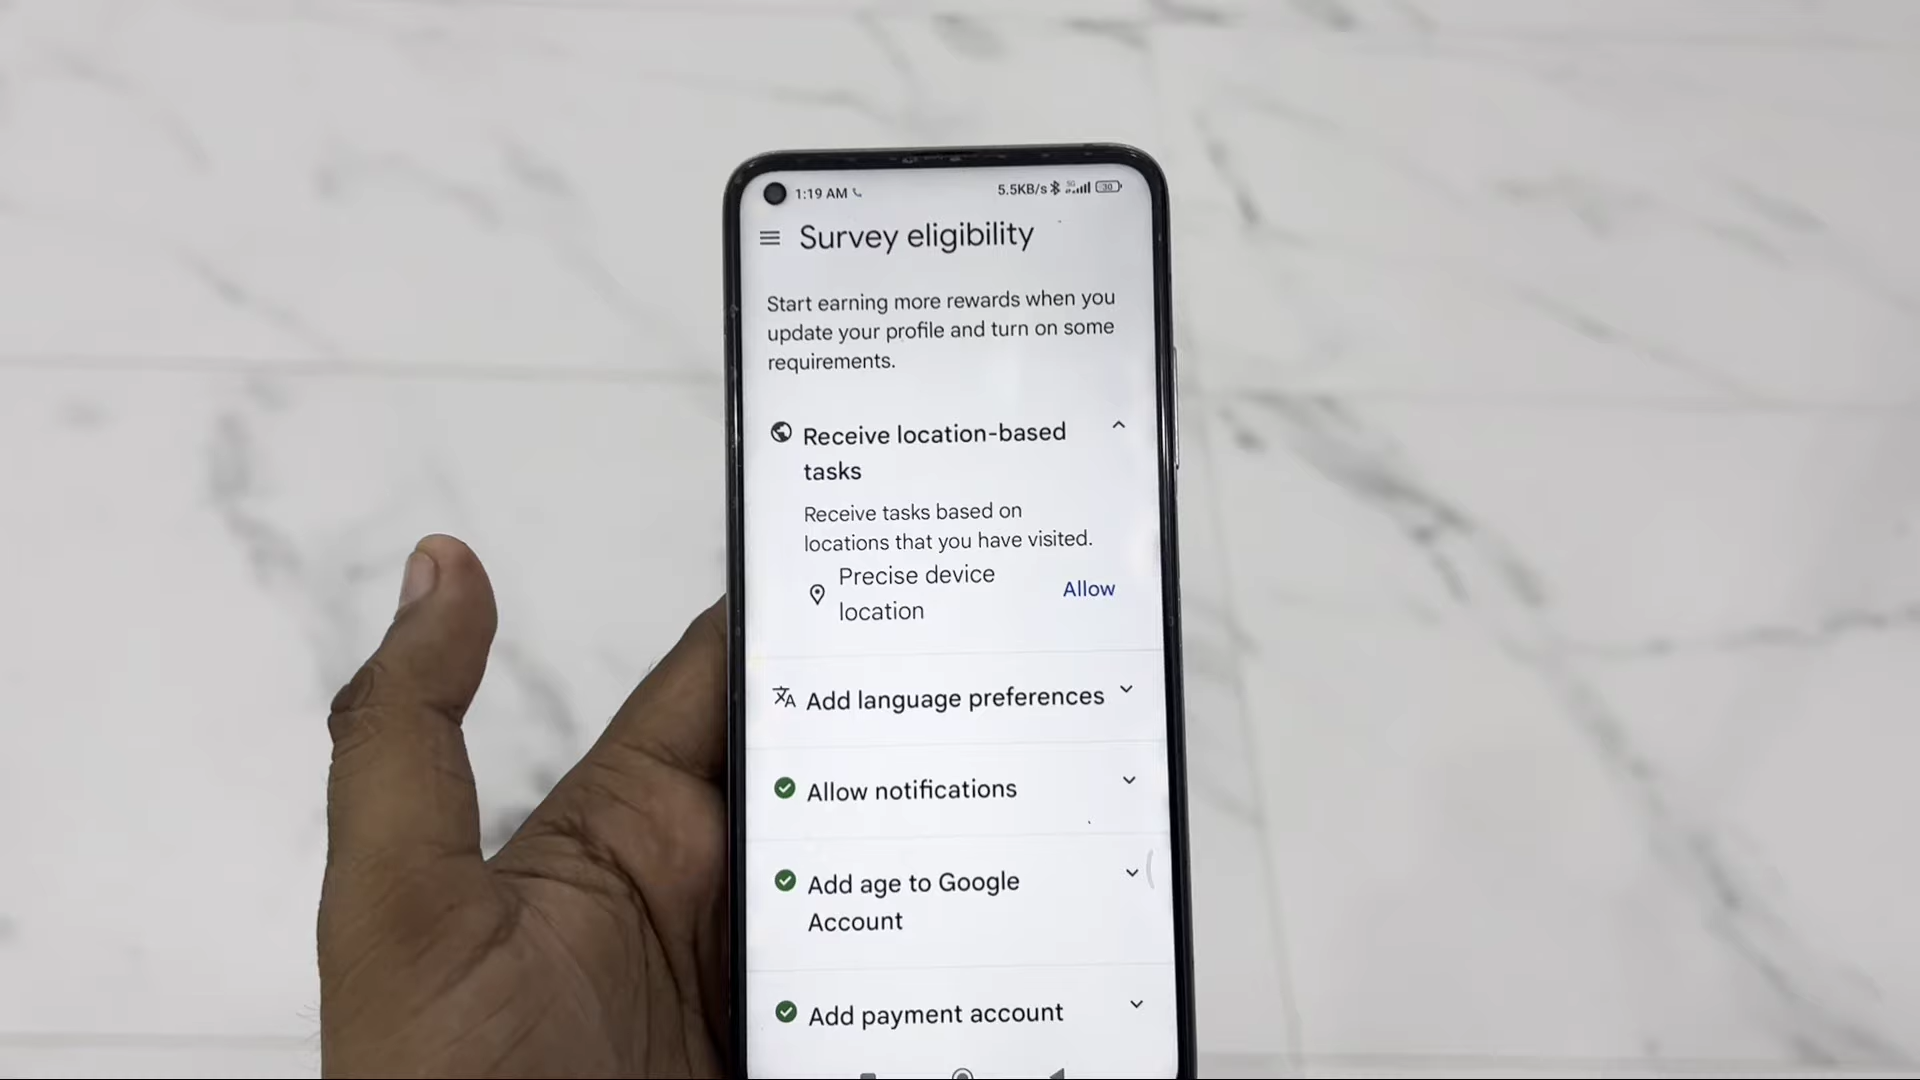 1:19 AM
5.5KB/s 5G 30
Survey eligibility
Start earning more rewards when you
update your profile and turn on some
requirements.
Receive location-based
tasks
Receive tasks based on
locations that you have visited.
Precise device
location
Allow
Add language preferences
Allow notifications
Add age to Google
Account
Add payment account